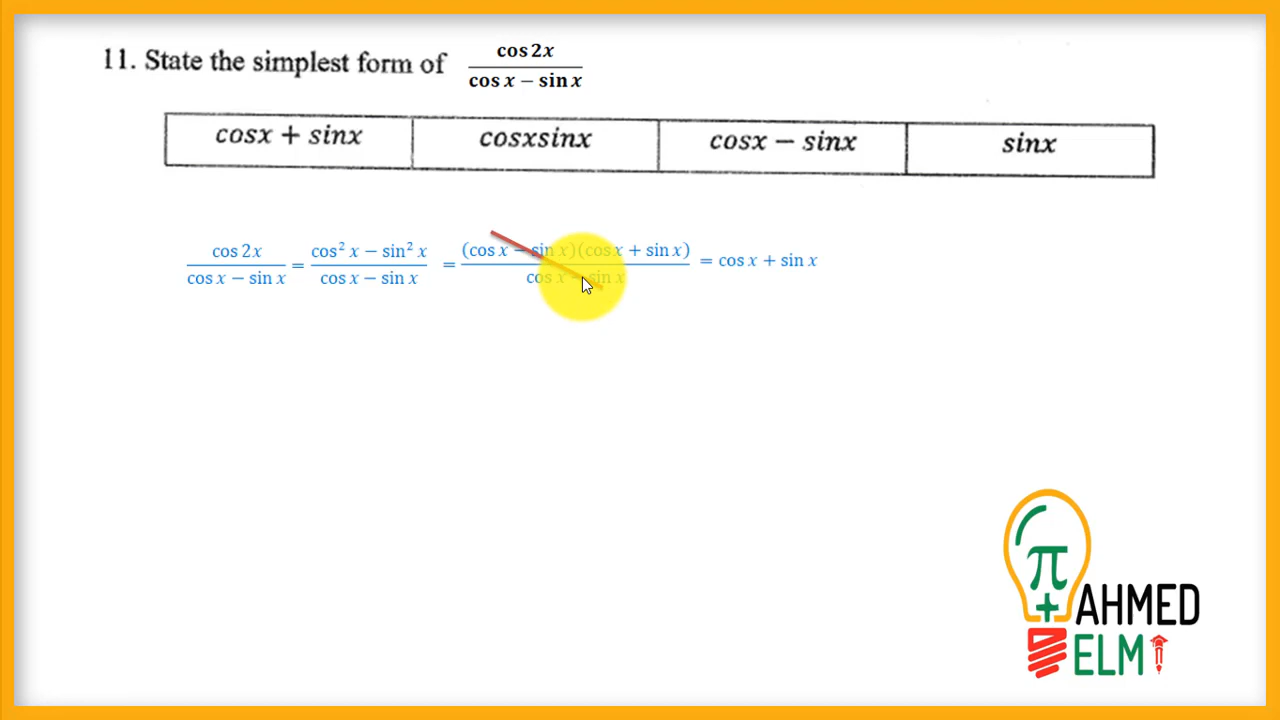 11. State the simplest form of cos 2x / cos x − sin x
cosx + sinx cosxsinx cosx − sinx sinx
cos 2x / cos x − sin x = cos² x − sin² x / cos x − sin x = (cos x − sin x)(cos x + sin x) / cos x − sin x = cos x + sin x
π
+AHMED
ELMI